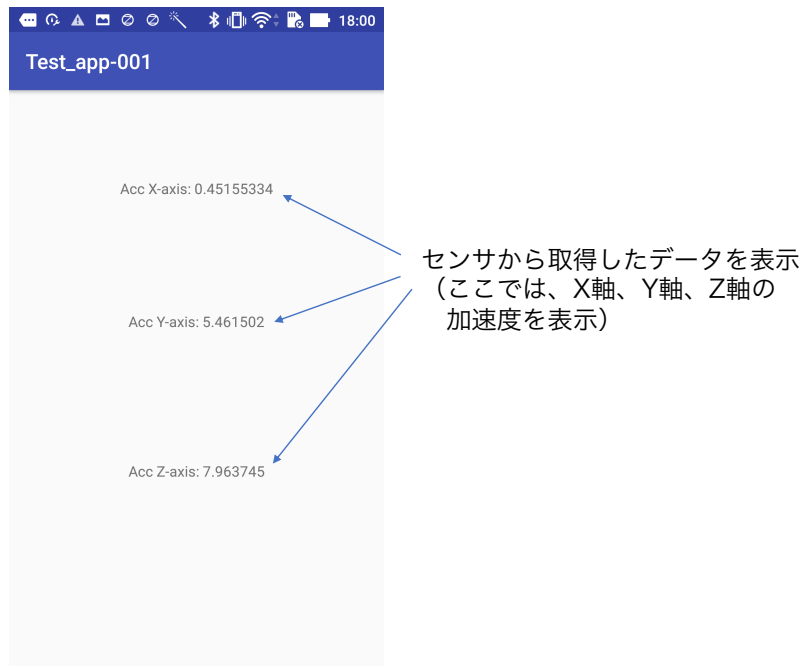 18:00
Test_app-001
Acc X-axis: 0.45155334
センサから取得したデータを表示
（ここでは、X軸、Y軸、Z軸の
加速度を表示）
Acc Y-axis: 5.461502
Acc Z-axis: 7.963745